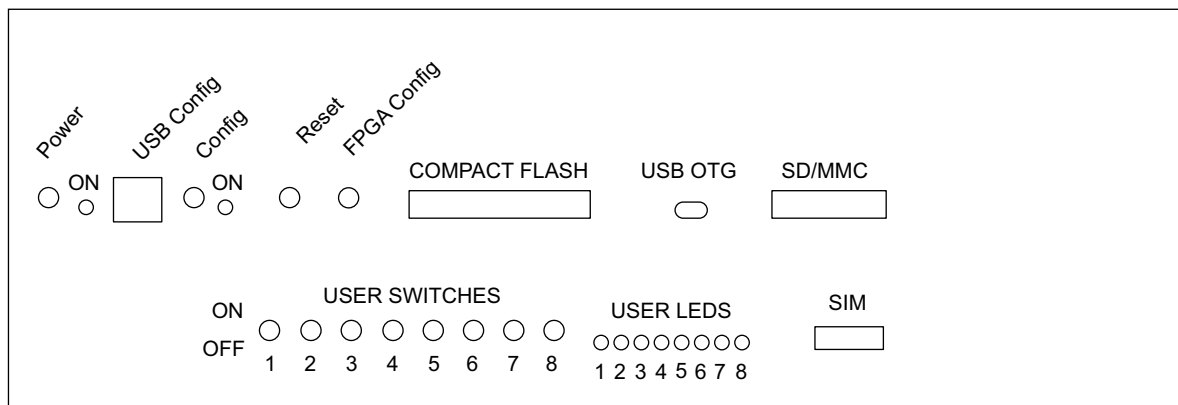 Power
USB Config
Config
Reset
FPGA Config
ON
ON
COMPACT FLASH
USB OTG
SD/MMC
USER SWITCHES
ON
OFF
1 2 3 4 5 6 7 8
USER LEDS
1 2 3 4 5 6 7 8
SIM